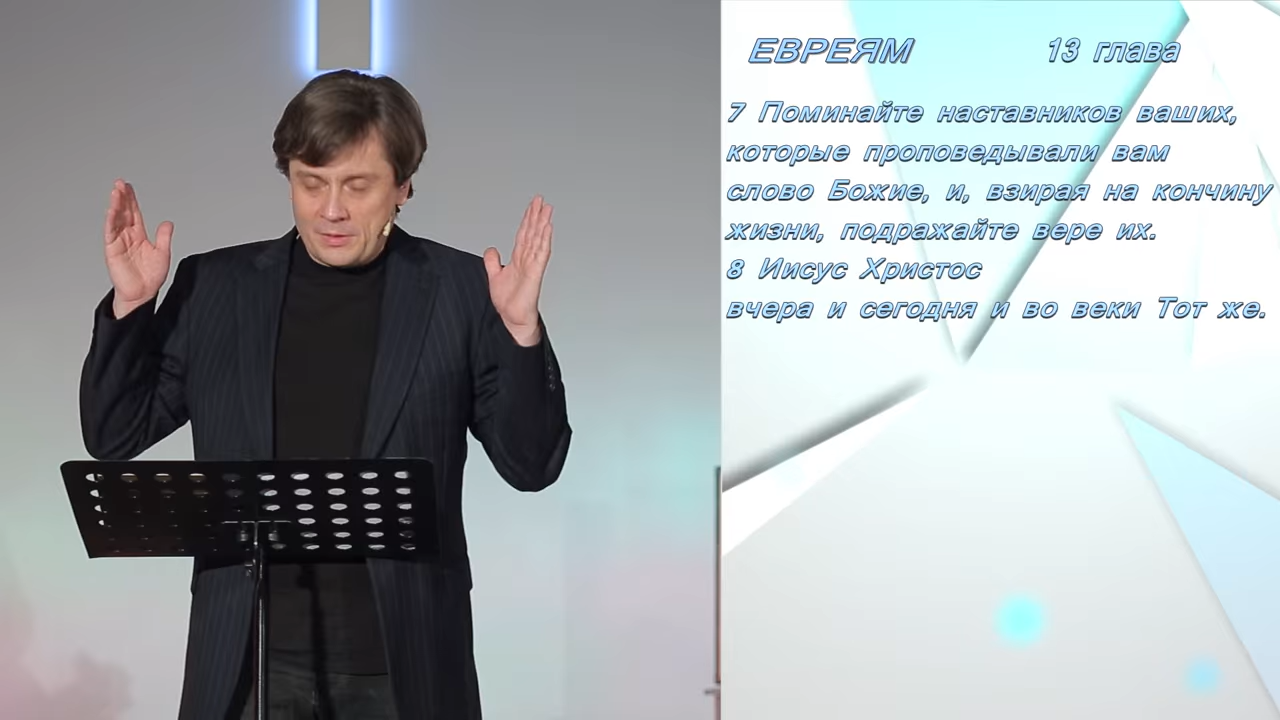 ЕВРЕЯМ 13 глава
7 Поминайте наставников ваших,
которые проповедывали вам
слово Божие, и, взирая на кончину
жизни, подражайте вере их.
8 Иисус Христос
вчера и сегодня и во веки Тот же.